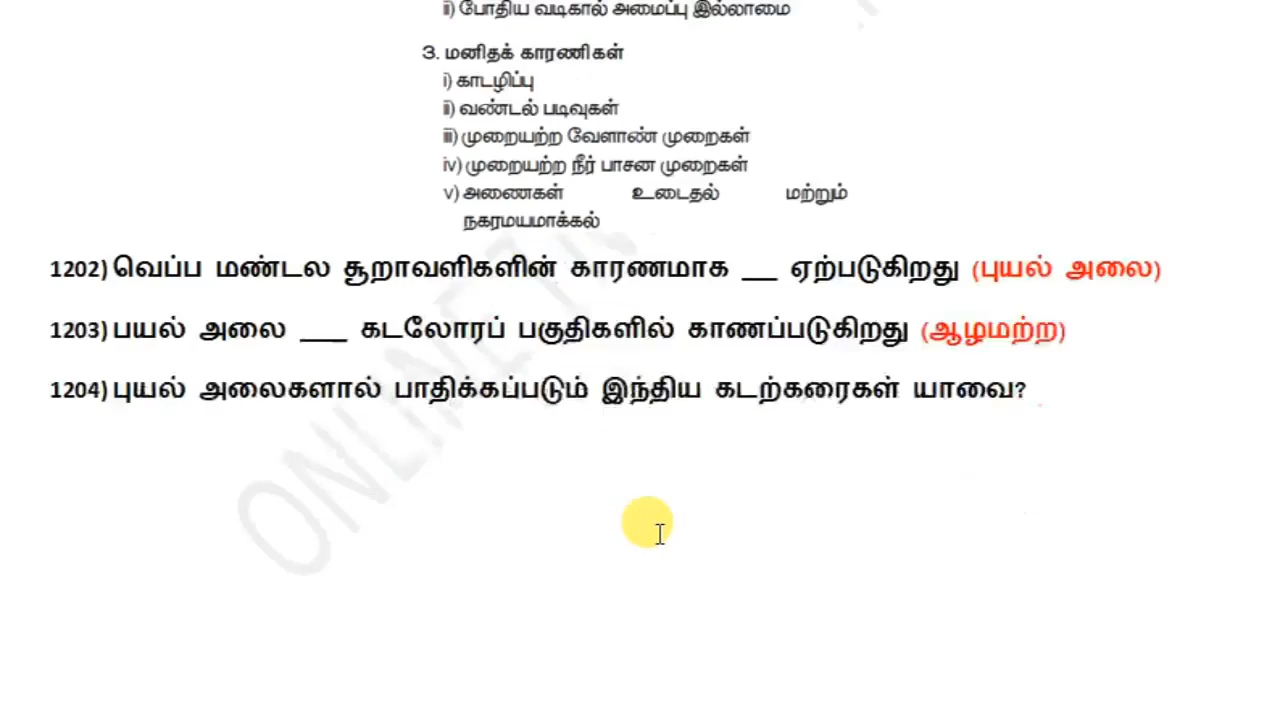 ii) போதிய வடிகால் அமைப்பு இல்லாமை
3. மனிதக் காரணிகள்
i) காடழிப்பு
ii) வண்டல் படிவுகள்
iii) முறையற்ற வேளாண் முறைகள்
iv) முறையற்ற நீர் பாசன முறைகள்
v) அணைகள் உடைதல் மற்றும்
நகரமயமாக்கல்
1202) வெப்ப மண்டல சூறாவளிகளின் காரணமாக ___ ஏற்படுகிறது (புயல் அலை)
1203) பயல் அலை ____ கடலோரப் பகுதிகளில் காணப்படுகிறது (ஆழமற்ற)
1204) புயல் அலைகளால் பாதிக்கப்படும் இந்திய கடற்கரைகள் யாவை?
ONLINE